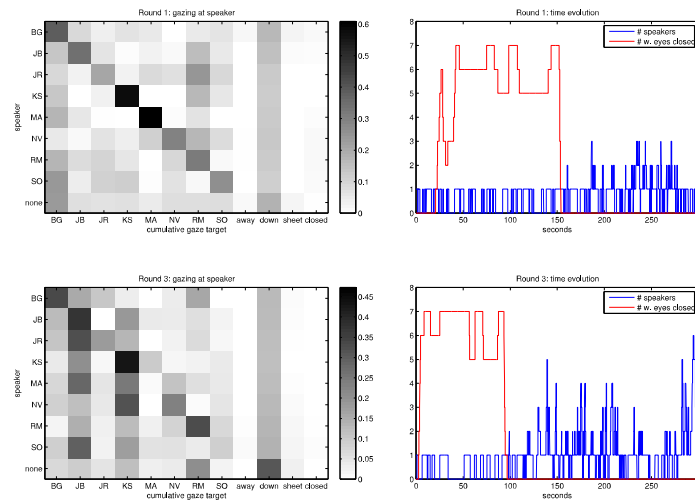 Round 1: gazing at speaker
speaker
BG
JB
JR
KS
MA
NV
RM
SO
none
BG JB JR KS MA NV RM SO away down sheet closed
cumulative gaze target
0.6
0.5
0.4
0.3
0.2
0.1
0
Round 1: time evolution
# speakers
# w. eyes closed
8
7
6
5
4
3
2
1
0
0 50 100 150 200 250
seconds
Round 3: gazing at speaker
speaker
BG
JB
JR
KS
MA
NV
RM
SO
none
BG JB JR KS MA NV RM SO away down sheet closed
cumulative gaze target
0.45
0.4
0.35
0.3
0.25
0.2
0.15
0.1
0.05
0
Round 3: time evolution
# speakers
# w. eyes closed
8
7
6
5
4
3
2
1
0
0 50 100 150 200 250
seconds